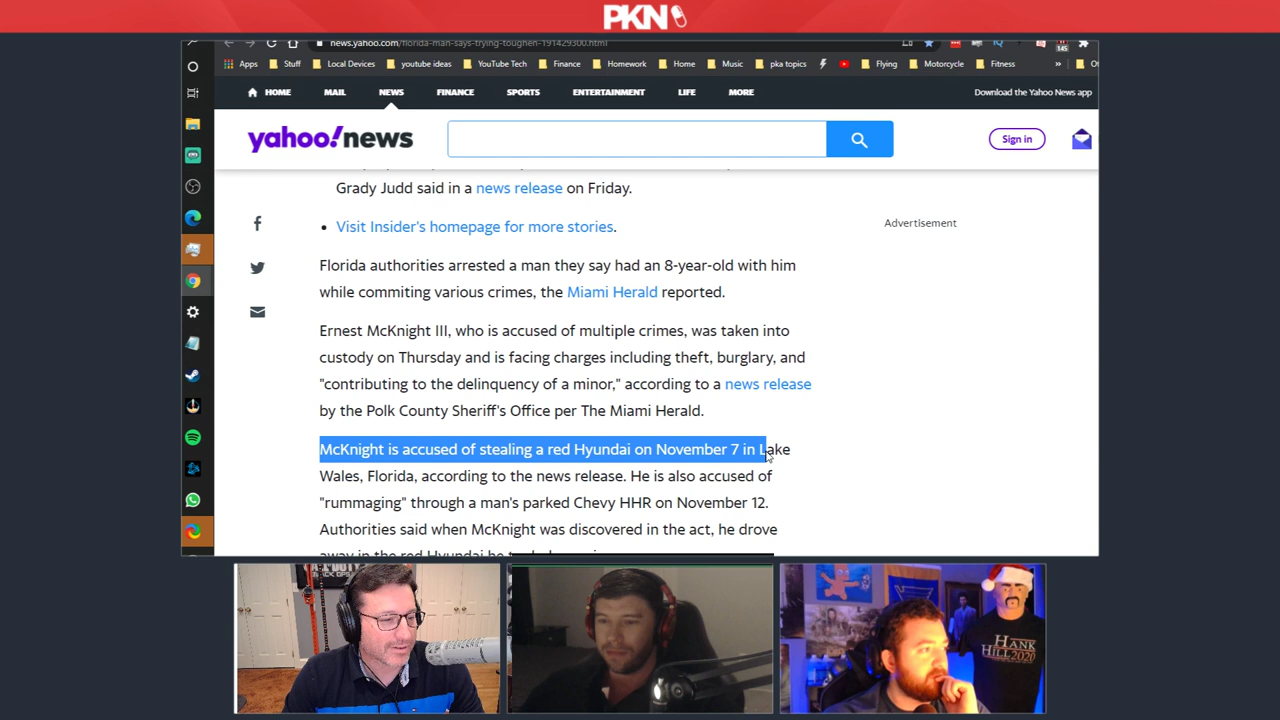 PKN
news.yahoo.com/florida-man-says-trying-toughen-191429300.html
145
Apps Stuff Local Devices youtube ideas YouTube Tech Finance Homework Home Music pka topics Flying Motorcycle Fitness »
HOME MAIL NEWS FINANCE SPORTS ENTERTAINMENT LIFE MORE Download the Yahoo News app
yahoo!news Sign in
Grady Judd said in a news release on Friday.
• Visit Insider's homepage for more stories.
Advertisement
Florida authorities arrested a man they say had an 8-year-old with him
while commiting various crimes, the Miami Herald reported.
Ernest McKnight III, who is accused of multiple crimes, was taken into
custody on Thursday and is facing charges including theft, burglary, and
"contributing to the delinquency of a minor," according to a news release
by the Polk County Sheriff's Office per The Miami Herald.
McKnight is accused of stealing a red Hyundai on November 7 in Lake
Wales, Florida, according to the news release. He is also accused of
"rummaging" through a man's parked Chevy HHR on November 12.
Authorities said when McKnight was discovered in the act, he drove
away in the red Hyundai he
HANK
HILL 2020